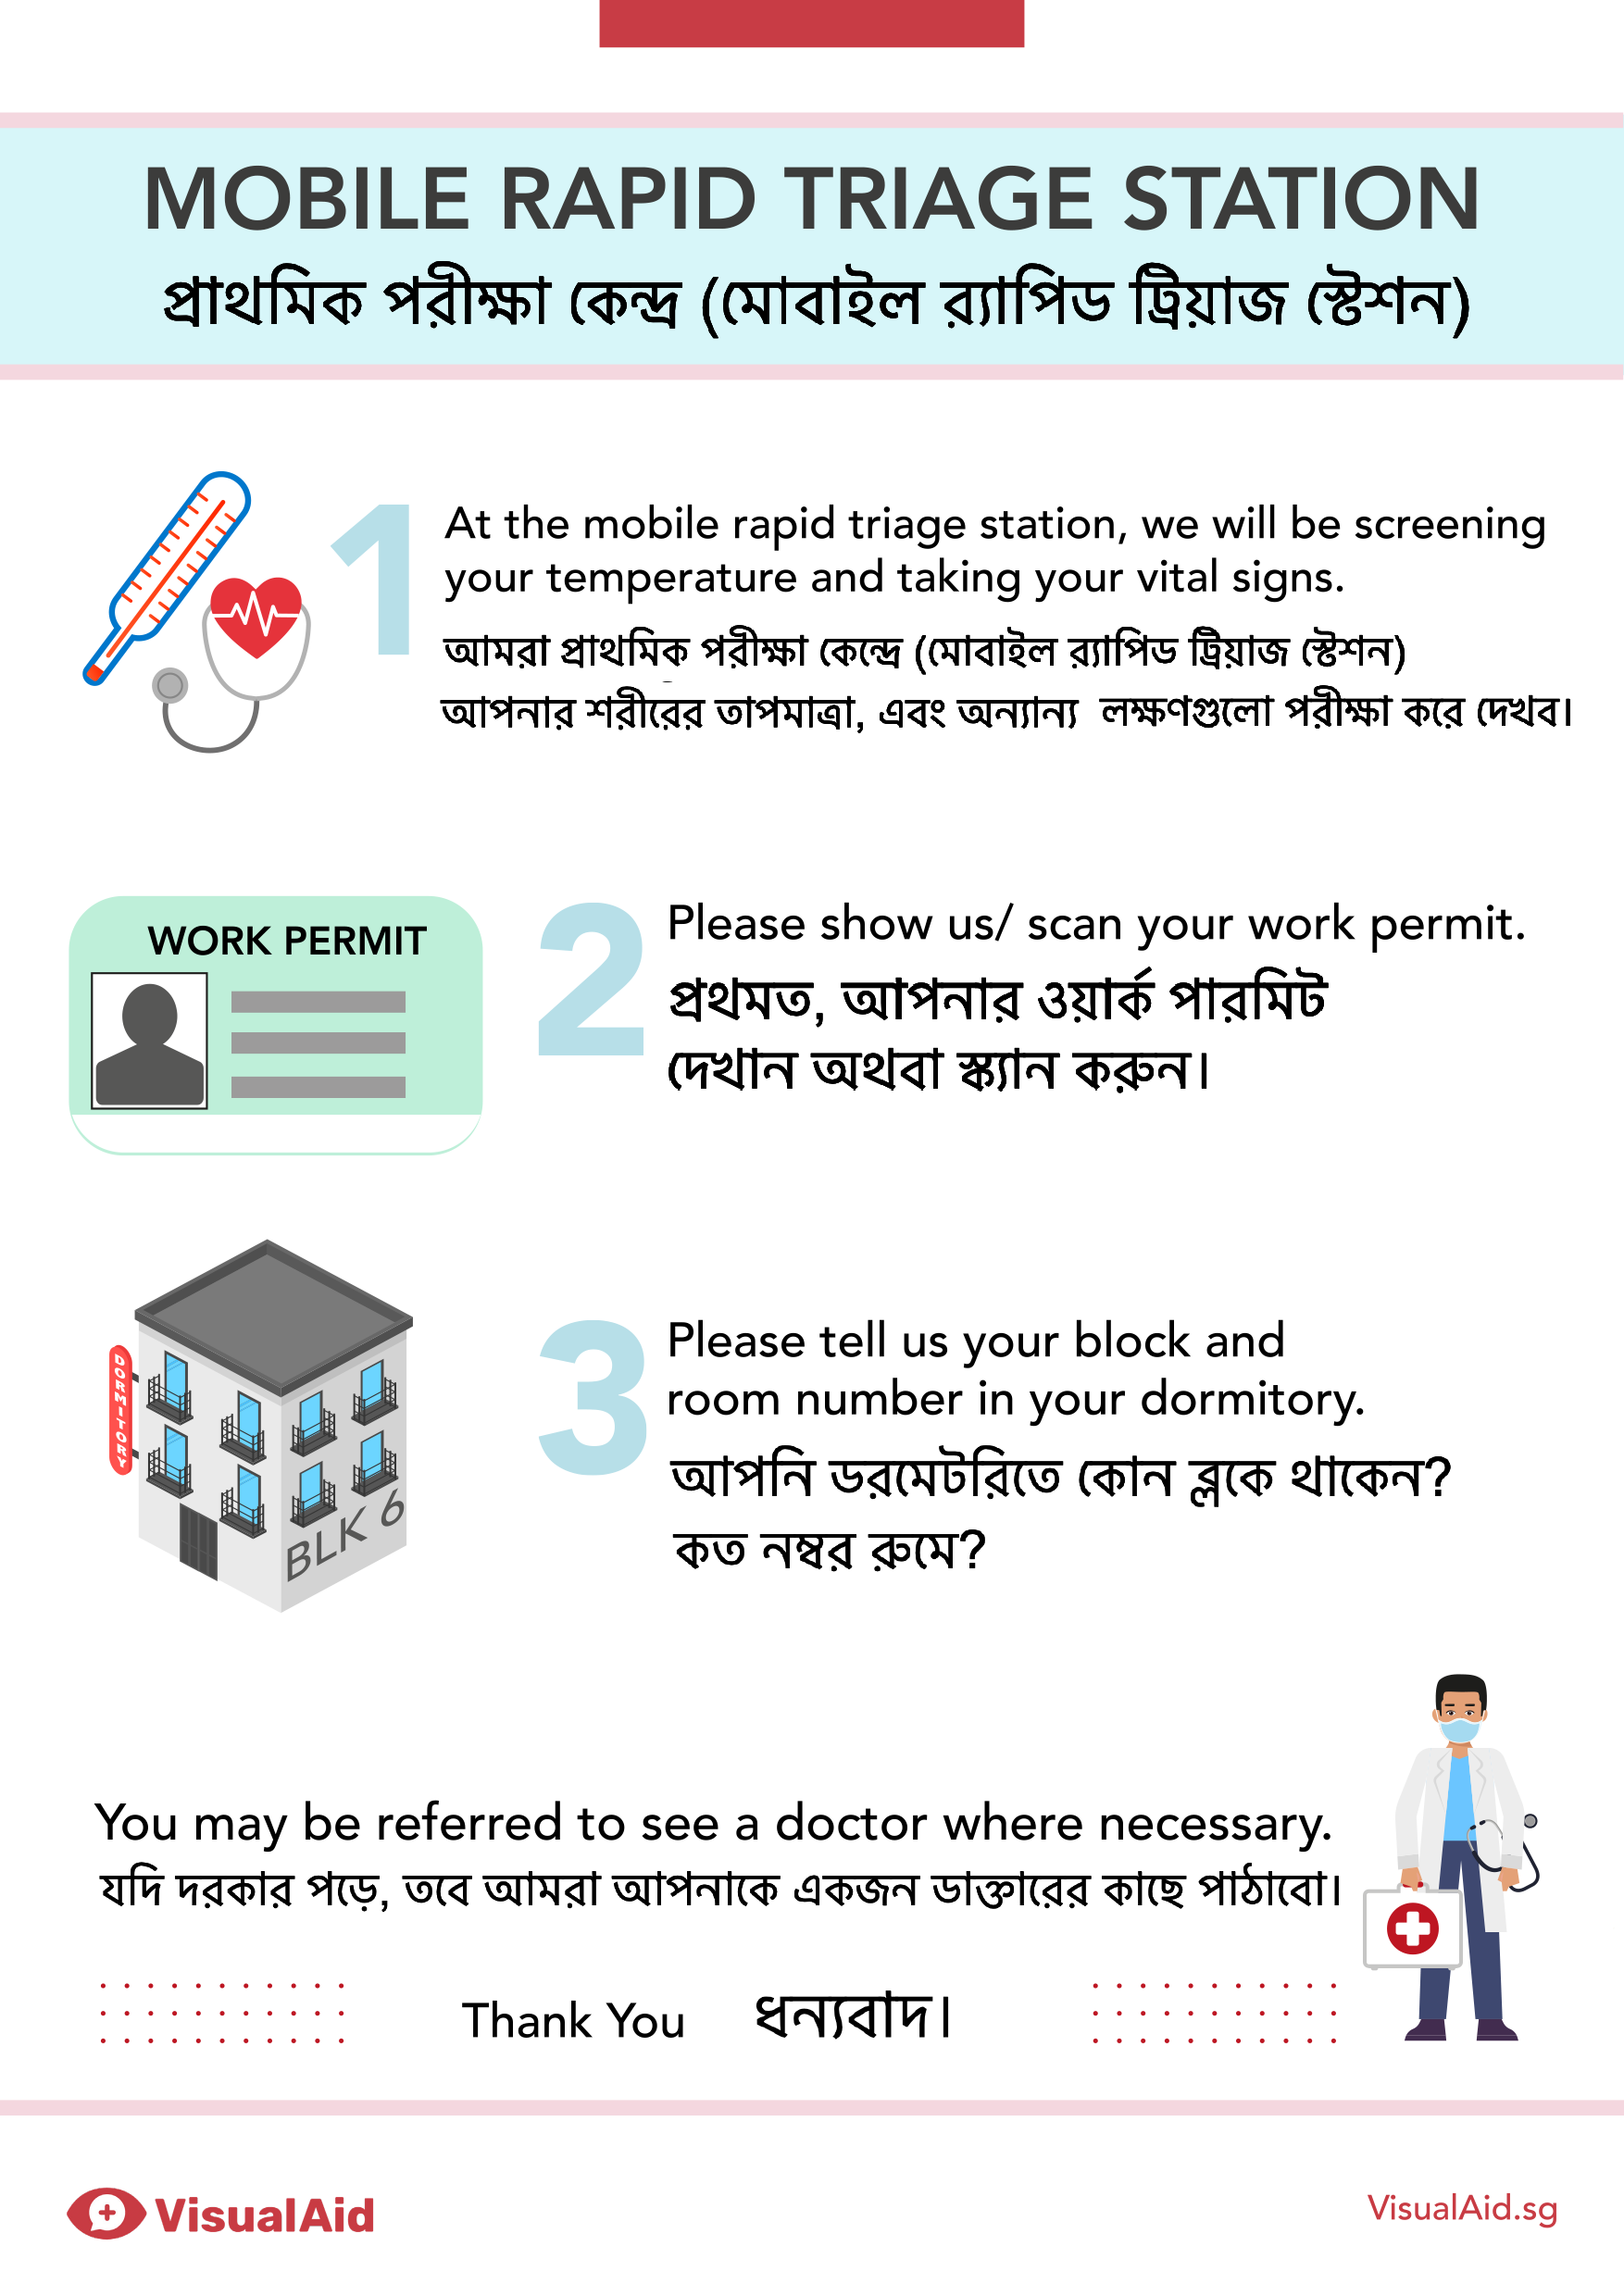 MOBILE RAPID TRIAGE STATION
প্রাথমিক পরীক্ষা কেন্দ্র (মোবাইল র‍্যাপিড ট্রিয়াজ স্টেশন)
1
At the mobile rapid triage station, we will be screening
your temperature and taking your vital signs.
আমরা প্রাথমিক পরীক্ষা কেন্দ্রে (মোবাইল র‍্যাপিড ট্রিয়াজ স্টেশন)
আপনার শরীরের তাপমাত্রা, এবং অন্যান্য লক্ষণগুলো পরীক্ষা করে দেখব।
WORK PERMIT
2
Please show us/ scan your work permit.
প্রথমত, আপনার ওয়ার্ক পারমিট
দেখান অথবা স্ক্যান করুন।
DORMITORY
BLK 6
3
Please tell us your block and
room number in your dormitory.
আপনি ডরমেটরিতে কোন ব্লকে থাকেন?
কত নম্বর রুমে?
You may be referred to see a doctor where necessary.
যদি দরকার পড়ে, তবে আমরা আপনাকে একজন ডাক্তারের কাছে পাঠাবো।
Thank You ধন্যবাদ।
VisualAid
VisualAid.sg